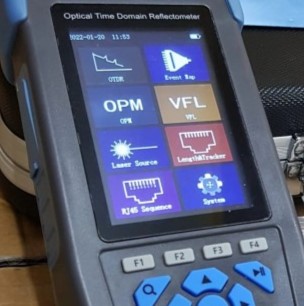 Optical Time Domain Reflectometer
2022-01-20 11:53
OTDR
Event Map
OPM
OPM
VFL
VFL
Laser Source
Length&Tracker
RJ45 Sequence
System
F1
F2
F3
F4